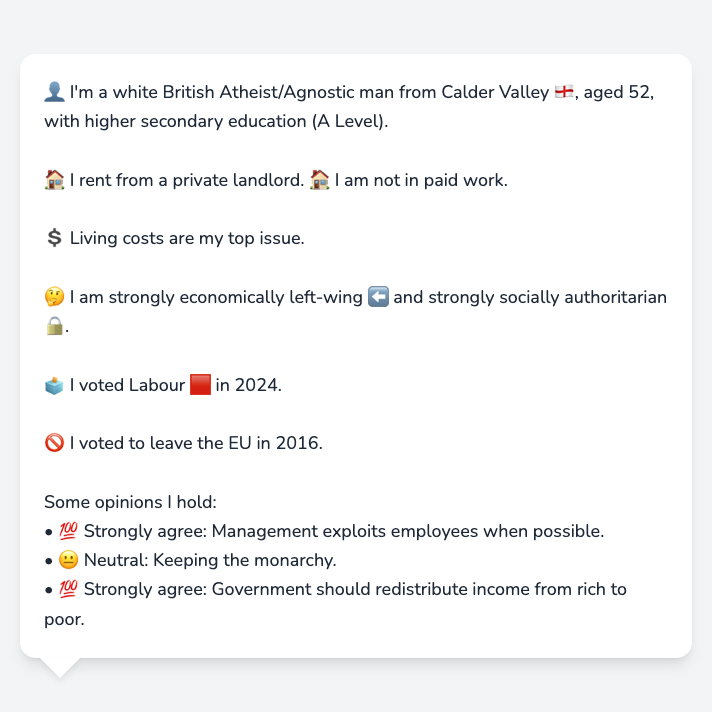 👤 I'm a white British Atheist/Agnostic man from Calder Valley 🏴󠁧󠁢󠁥󠁮󠁧󠁿, aged 52,
with higher secondary education (A Level).
🏠 I rent from a private landlord. 🏠 I am not in paid work.
💲 Living costs are my top issue.
🤔 I am strongly economically left-wing ⬅️ and strongly socially authoritarian
🔒.
🗳️ I voted Labour 🟥 in 2024.
🚫 I voted to leave the EU in 2016.
Some opinions I hold:
• 💯 Strongly agree: Management exploits employees when possible.
• 😐 Neutral: Keeping the monarchy.
• 💯 Strongly agree: Government should redistribute income from rich to
poor.